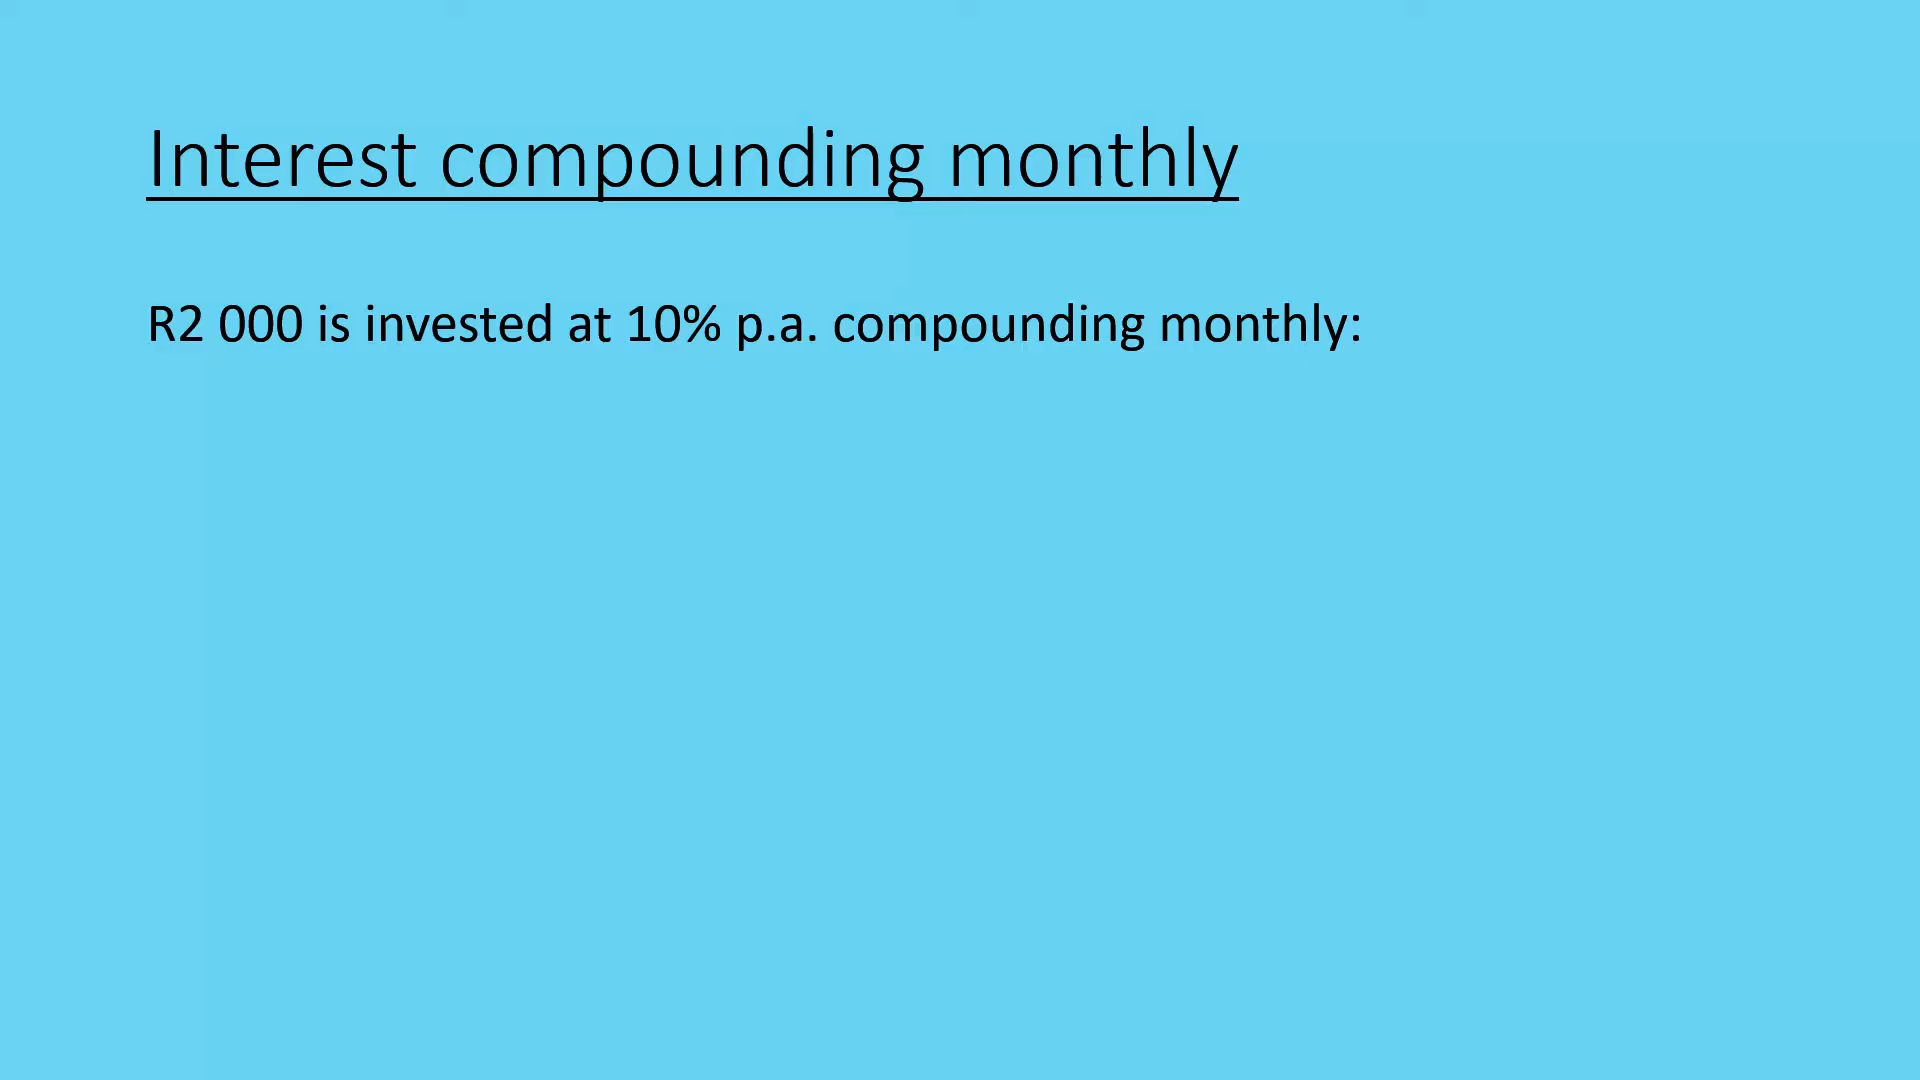 Interest compounding monthly
R2 000 is invested at 10% p.a. compounding monthly: